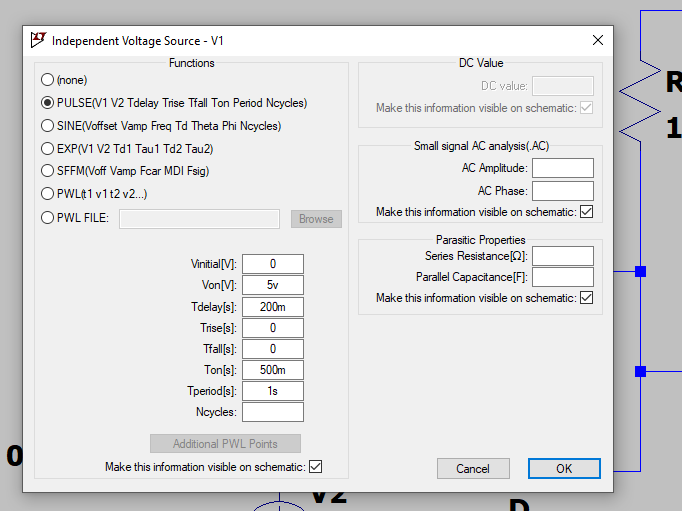 Independent Voltage Source - V1
Functions
(none)
PULSE(V1 V2 Tdelay Trise Tfall Ton Period Ncycles)
SINE(Voffset Vamp Freq Td Theta Phi Ncycles)
EXP(V1 V2 Td1 Tau1 Td2 Tau2)
SFFM(Voff Vamp Fcar MDI Fsig)
PWL(t1 v1 t2 v2...)
PWL FILE:
Browse
Vinitial[V]: 0
Von[V]: 5v
Tdelay[s]: 200m
Trise[s]: 0
Tfall[s]: 0
Ton[s]: 500m
Tperiod[s]: 1s
Ncycles:
Additional PWL Points
Make this information visible on schematic:
DC Value
DC value:
Make this information visible on schematic:
Small signal AC analysis(.AC)
AC Amplitude:
AC Phase:
Make this information visible on schematic:
Parasitic Properties
Series Resistance[Ω]:
Parallel Capacitance[F]:
Make this information visible on schematic:
Cancel
OK
R
1
0
V2
D